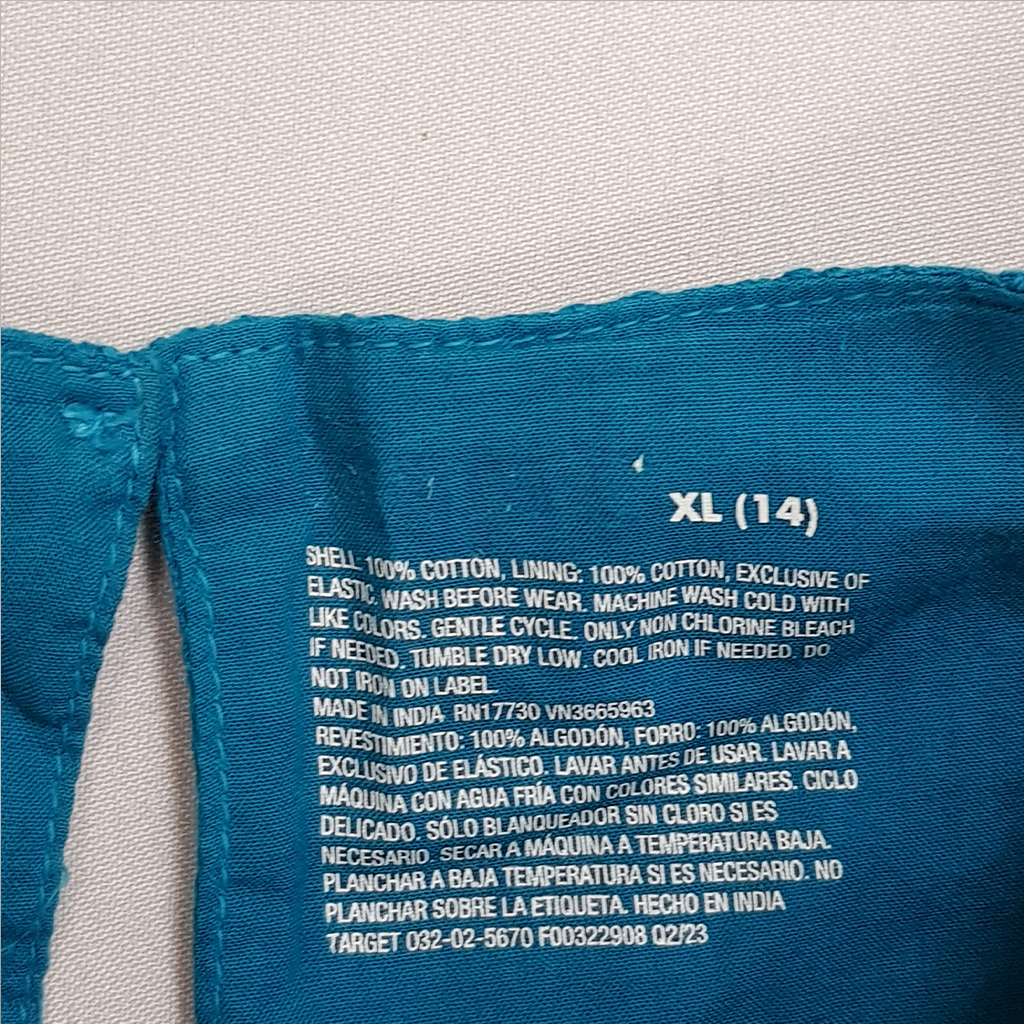 XL (14)
SHELL 100% COTTON, LINING: 100% COTTON, EXCLUSIVE OF
ELASTIC. WASH BEFORE WEAR. MACHINE WASH COLD WITH
LIKE COLORS. GENTLE CYCLE. ONLY NON CHLORINE BLEACH
IF NEEDED. TUMBLE DRY LOW. COOL IRON IF NEEDED. DO
NOT IRON ON LABEL.
MADE IN INDIA RN17730 VN3665963
REVESTIMIENTO: 100% ALGODÓN, FORRO: 100% ALGODÓN,
EXCLUSIVO DE ELÁSTICO. LAVAR ANTES DE USAR. LAVAR A
MÁQUINA CON AGUA FRÍA CON COLORES SIMILARES. CICLO
DELICADO. SÓLO BLANQUEADOR SIN CLORO SI ES
NECESARIO. SECAR A MÁQUINA A TEMPERATURA BAJA.
PLANCHAR A BAJA TEMPERATURA SI ES NECESARIO. NO
PLANCHAR SOBRE LA ETIQUETA. HECHO EN INDIA
TARGET 032-02-5670 F00322908 Q2/23